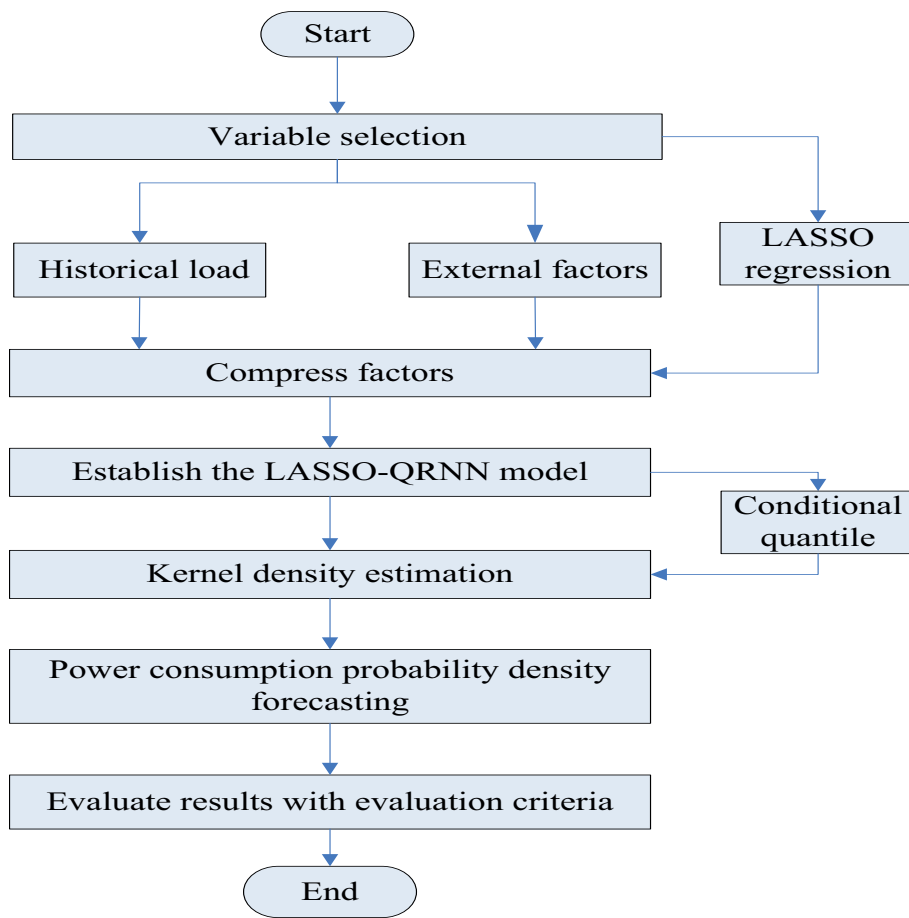 Start
Variable selection
Historical load
External factors
LASSO
regression
Compress factors
Establish the LASSO-QRNN model
Conditional
quantile
Kernel density estimation
Power consumption probability density
forecasting
Evaluate results with evaluation criteria
End